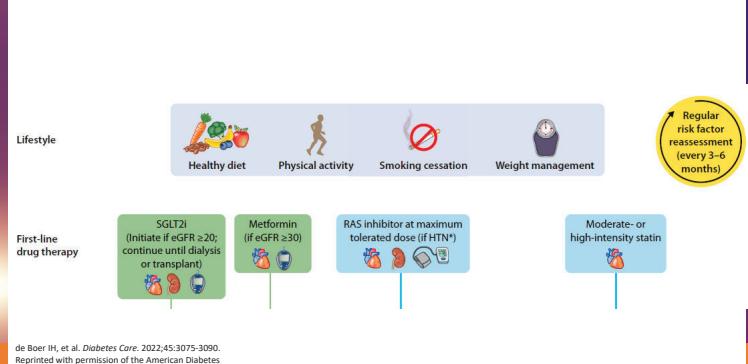 Lifestyle
Healthy diet
Physical activity
Smoking cessation
Weight management
Regular
risk factor
reassessment
(every 3–6
months)
First-line
drug therapy
SGLT2i
(Initiate if eGFR ≥20;
continue until dialysis
or transplant)
Metformin
(if eGFR ≥30)
RAS inhibitor at maximum
tolerated dose (if HTN*)
Moderate- or
high-intensity statin
de Boer IH, et al. Diabetes Care. 2022;45:3075-3090.
Reprinted with permission of the American Diabetes